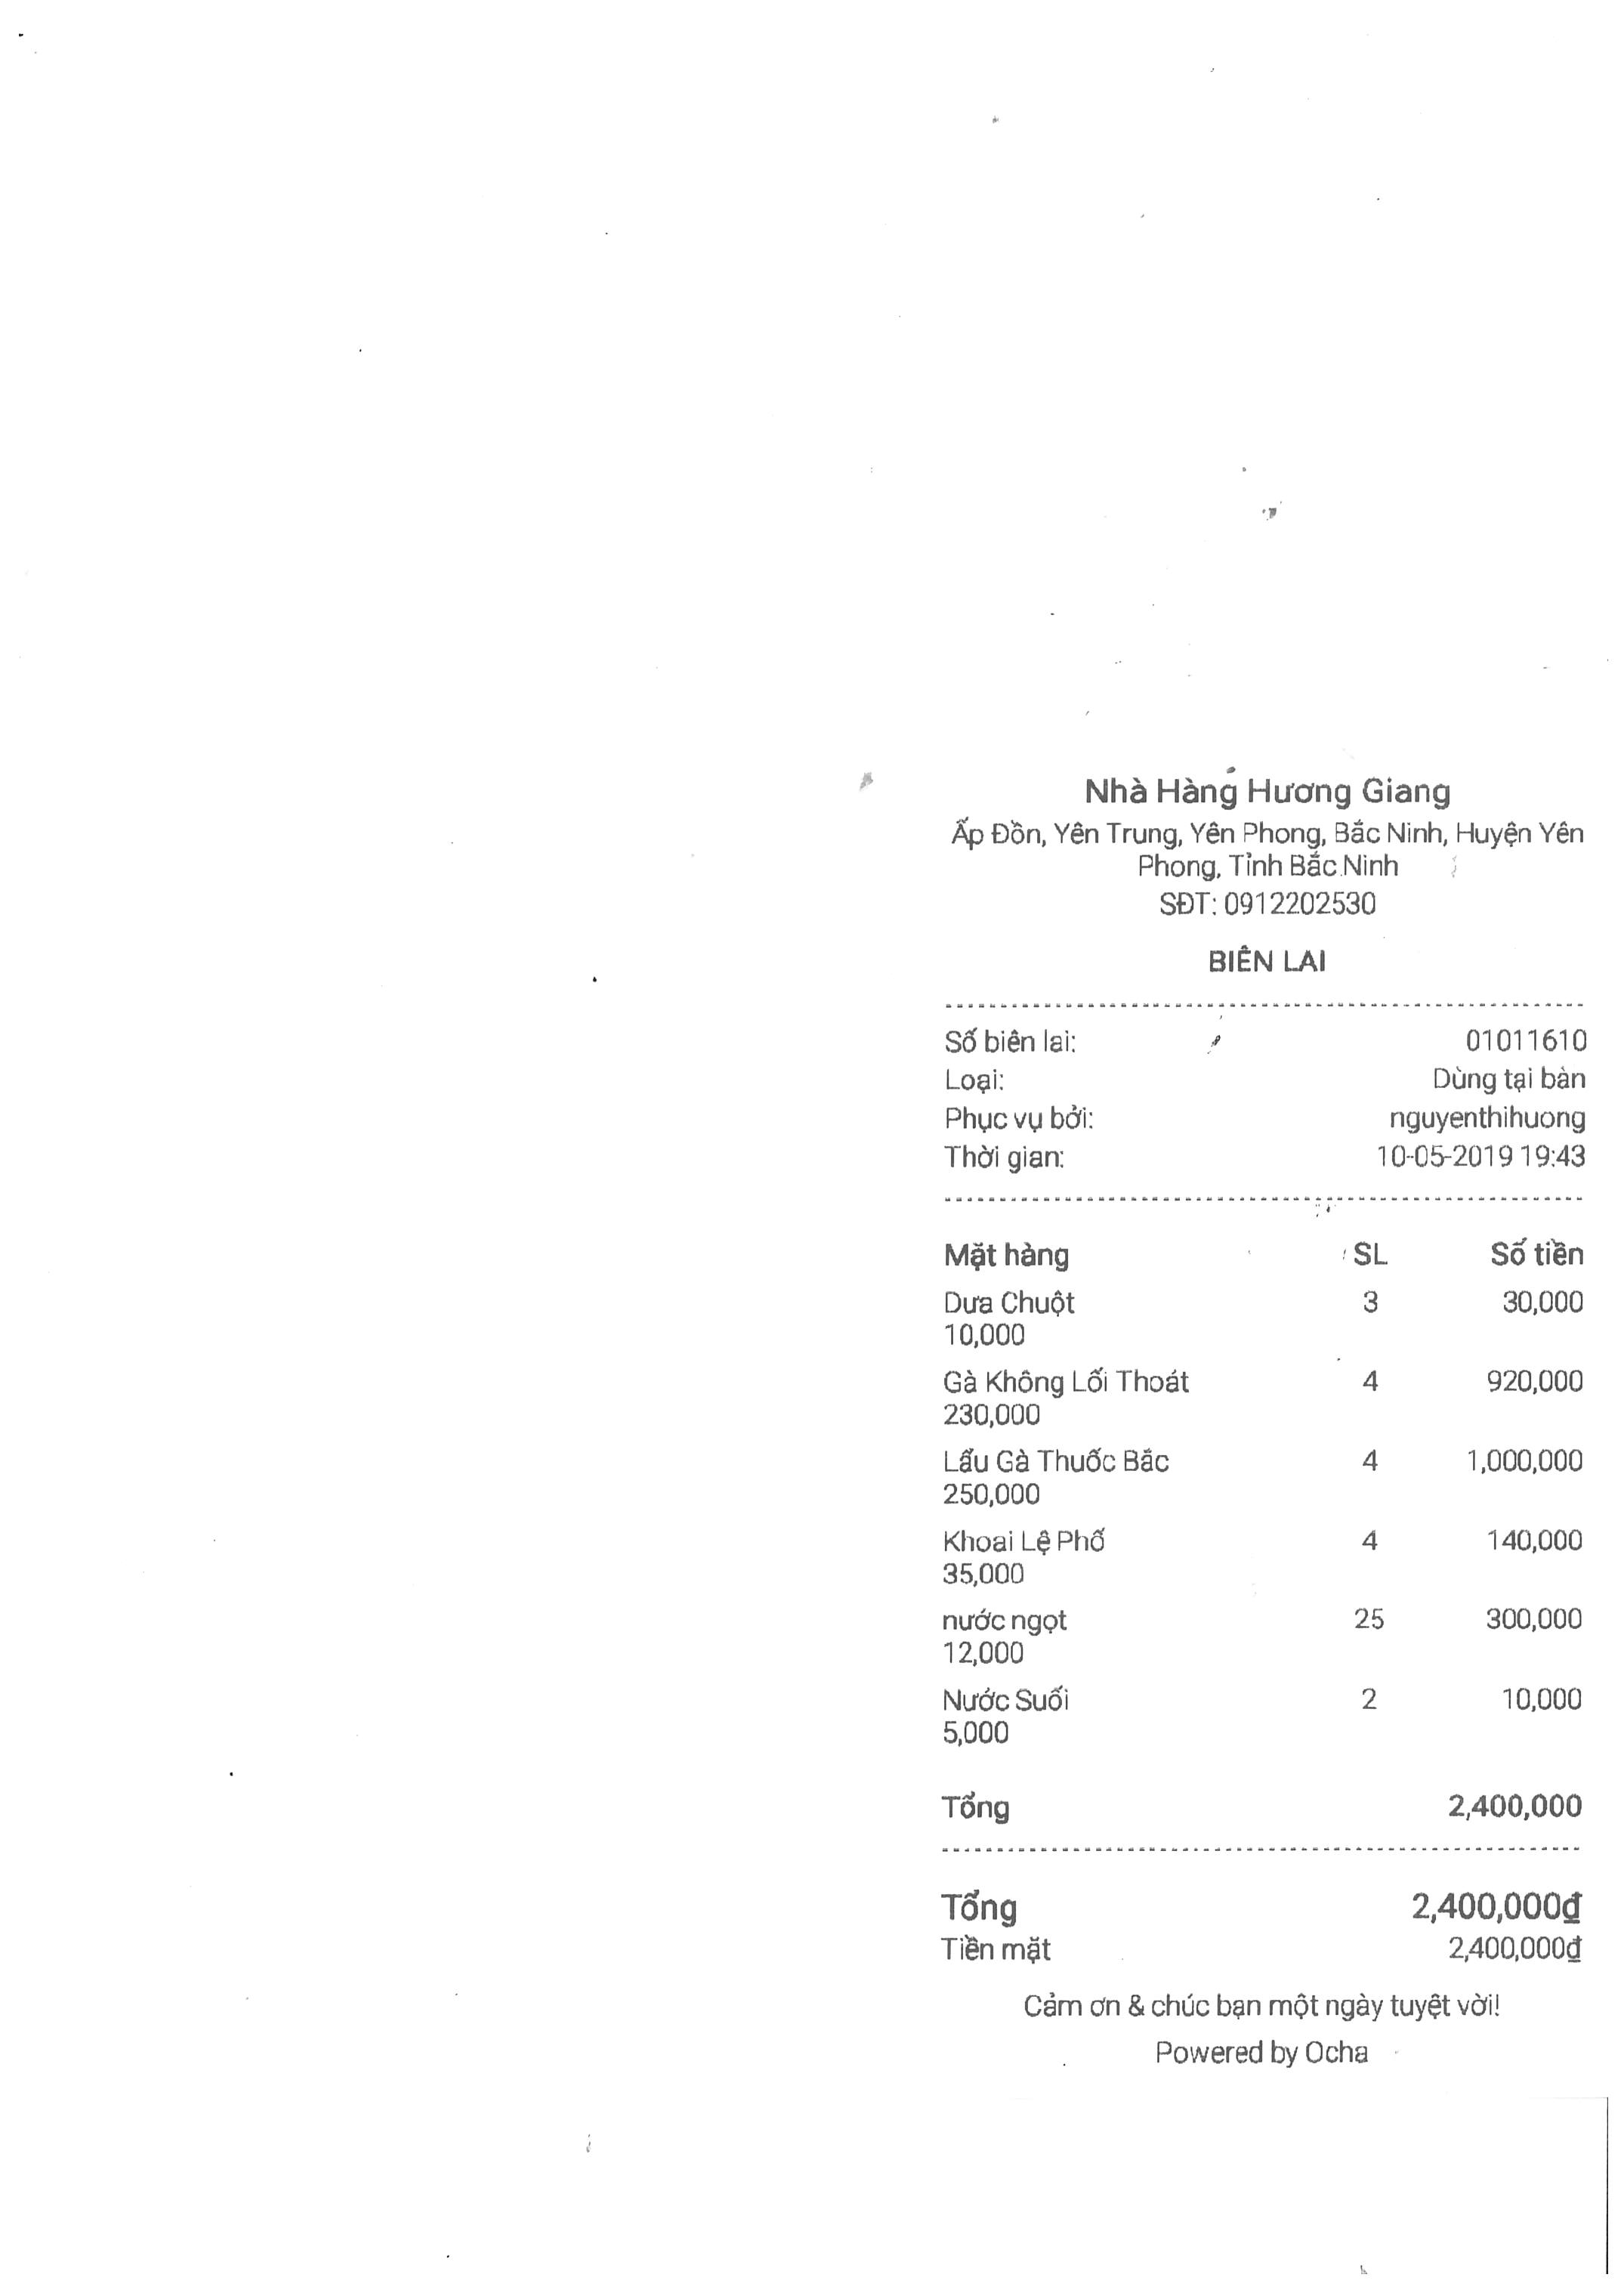 Nhà Hàng Hương Giang
Ấp Đồn, Yên Trung, Yên Phong, Bắc Ninh, Huyện Yên
Phong, Tỉnh Bắc Ninh
SĐT: 0912202530
BIÊN LAI
Số biên lai: 01011610
Loại: Dùng tại bàn
Phục vụ bởi: nguyenthihuong
Thời gian: 10-05-2019 19:43
Mặt hàng SL Số tiền
Dưa Chuột 3 30,000
10,000
Gà Không Lối Thoát 4 920,000
230,000
Lẩu Gà Thuốc Bắc 4 1,000,000
250,000
Khoai Lệ Phố 4 140,000
35,000
nước ngọt 25 300,000
12,000
Nước Suối 2 10,000
5,000
Tổng 2,400,000
Tổng 2,400,000₫
Tiền mặt 2,400,000₫
Cảm ơn & chúc bạn một ngày tuyệt vời!
Powered by Ocha